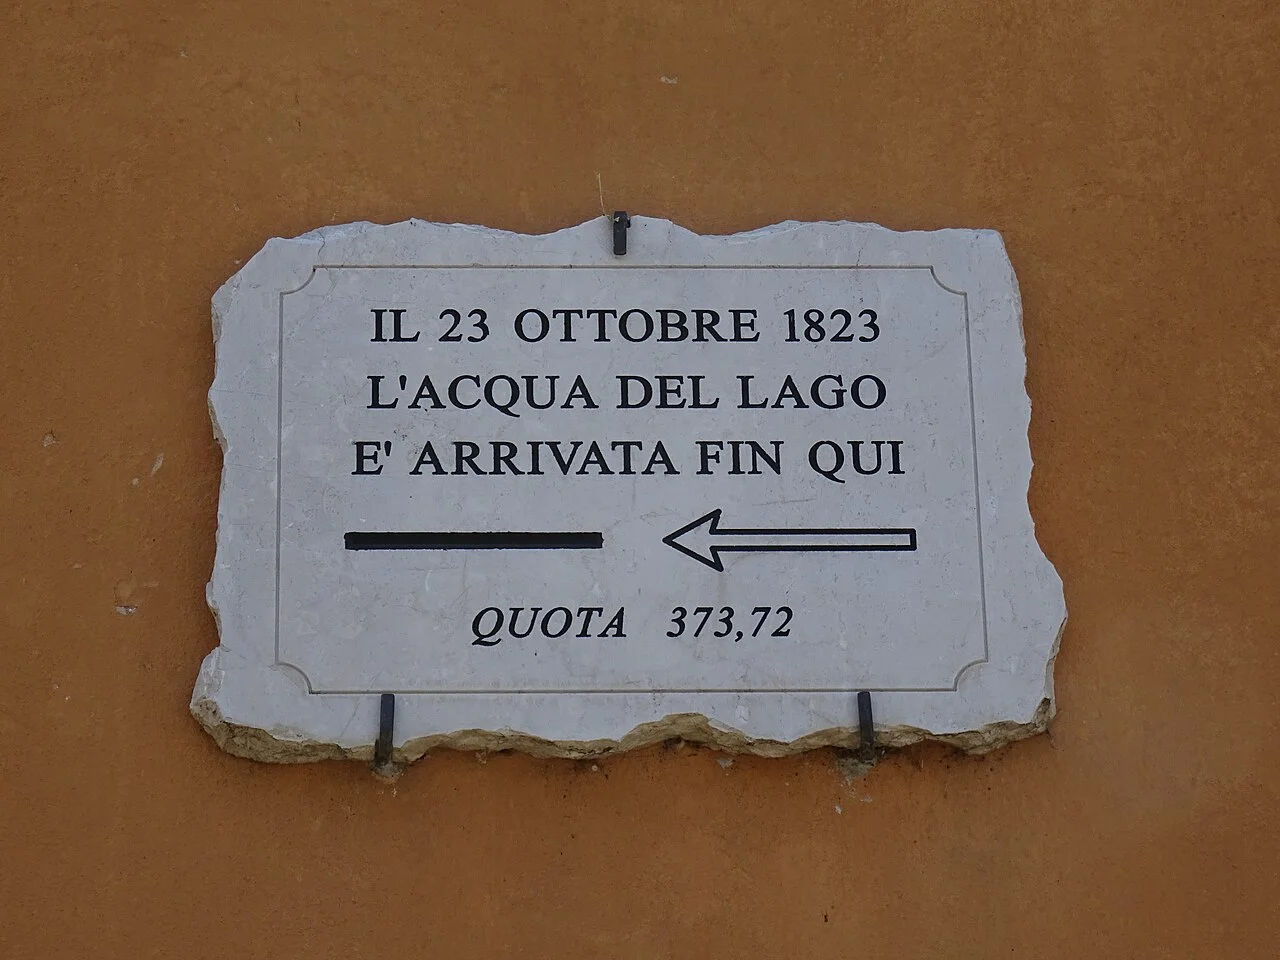 IL 23 OTTOBRE 1823
L'ACQUA DEL LAGO
E' ARRIVATA FIN QUI
QUOTA 373,72